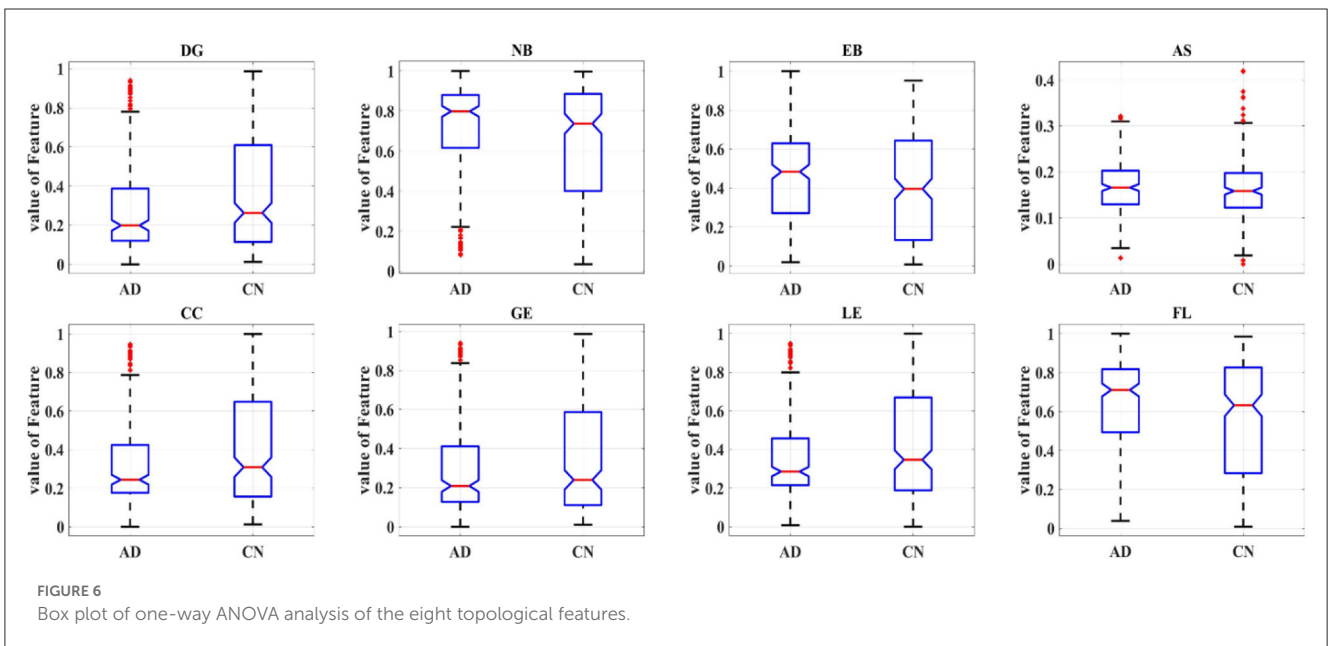 DG
NB
EB
AS
value of Feature
1
0.8
0.6
0.4
0.2
0
AD
CN
value of Feature
1
0.8
0.6
0.4
0.2
0
AD
CN
value of Feature
1
0.8
0.6
0.4
0.2
0
AD
CN
value of Feature
0.4
0.3
0.2
0.1
0
AD
CN
CC
GE
LE
FL
value of Feature
1
0.8
0.6
0.4
0.2
0
AD
CN
value of Feature
1
0.8
0.6
0.4
0.2
0
AD
CN
value of Feature
1
0.8
0.6
0.4
0.2
0
AD
CN
value of Feature
1
0.8
0.6
0.4
0.2
0
AD
CN
FIGURE 6
Box plot of one-way ANOVA analysis of the eight topological features.